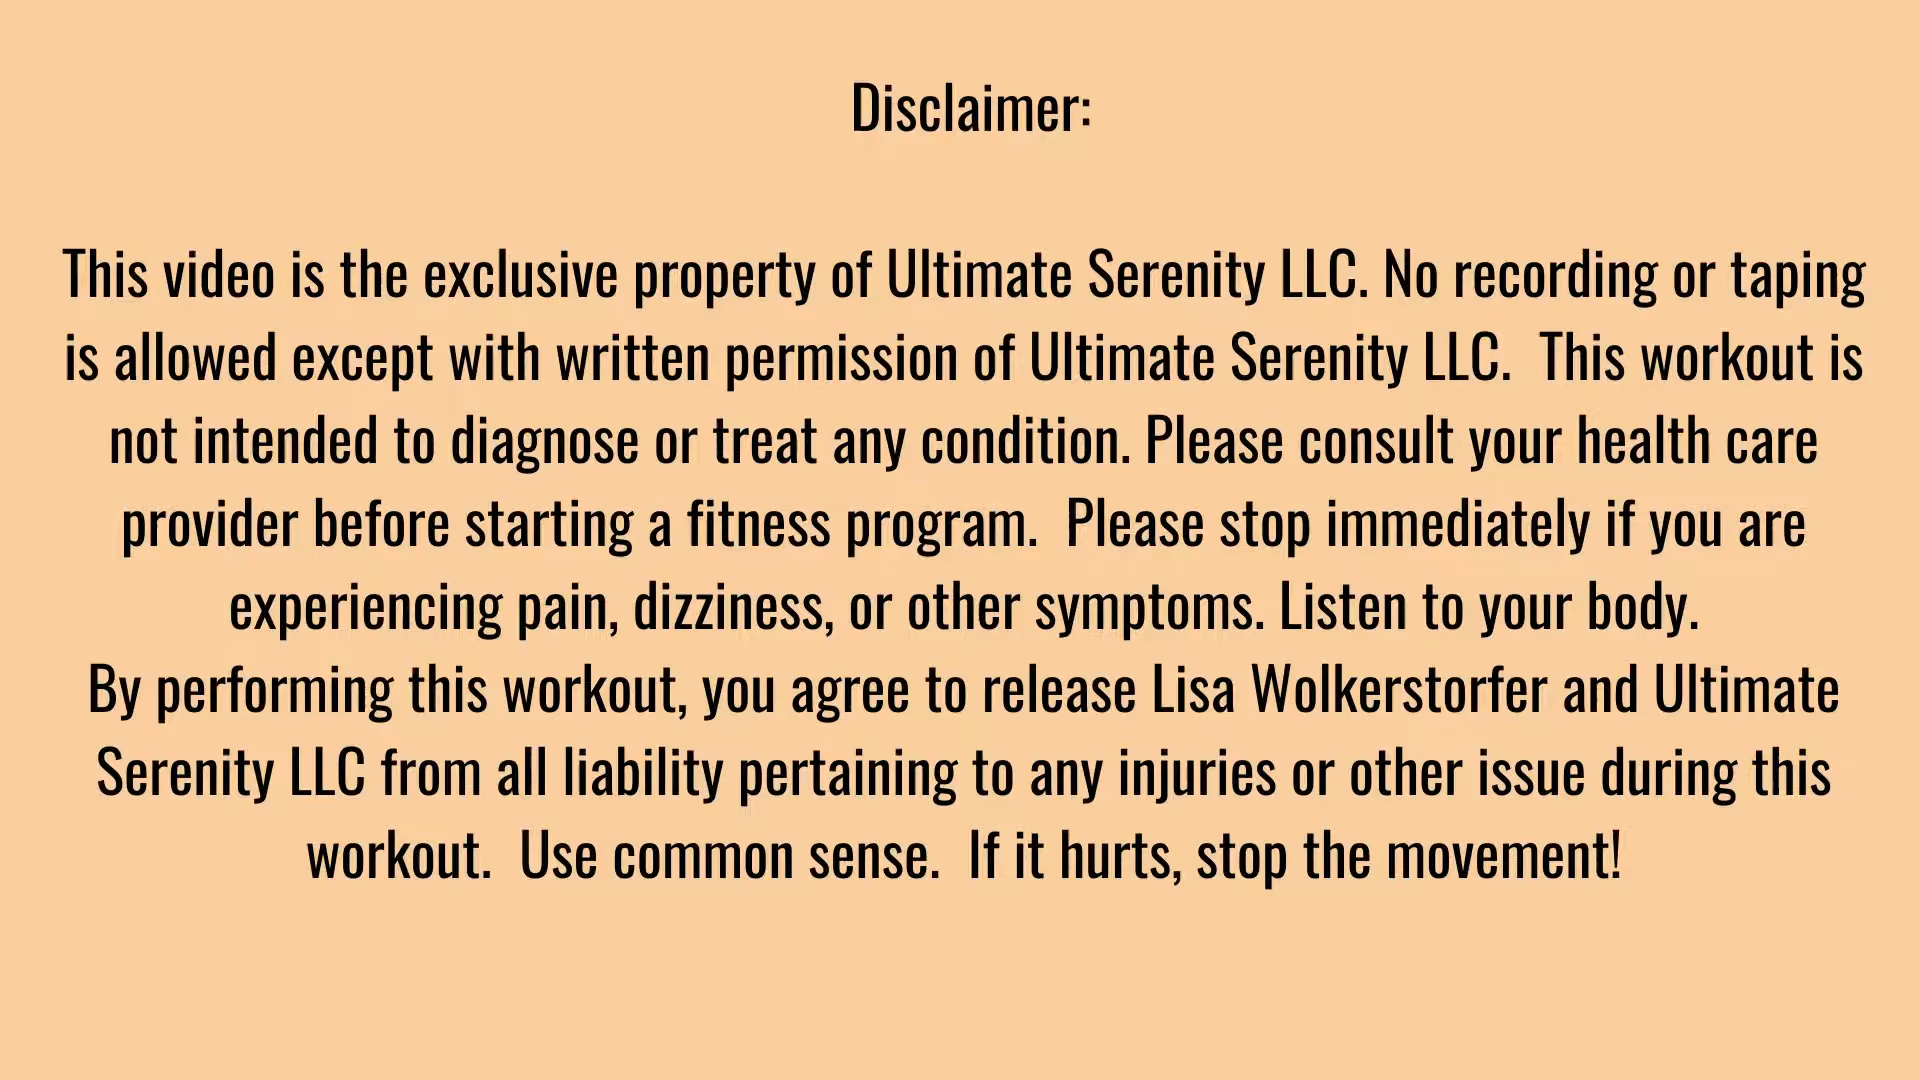 Disclaimer:
This video is the exclusive property of Ultimate Serenity LLC. No recording or taping
is allowed except with written permission of Ultimate Serenity LLC.  This workout is
not intended to diagnose or treat any condition. Please consult your health care
provider before starting a fitness program.  Please stop immediately if you are
experiencing pain, dizziness, or other symptoms. Listen to your body.
By performing this workout, you agree to release Lisa Wolkerstorfer and Ultimate
Serenity LLC from all liability pertaining to any injuries or other issue during this
workout.  Use common sense.  If it hurts, stop the movement!